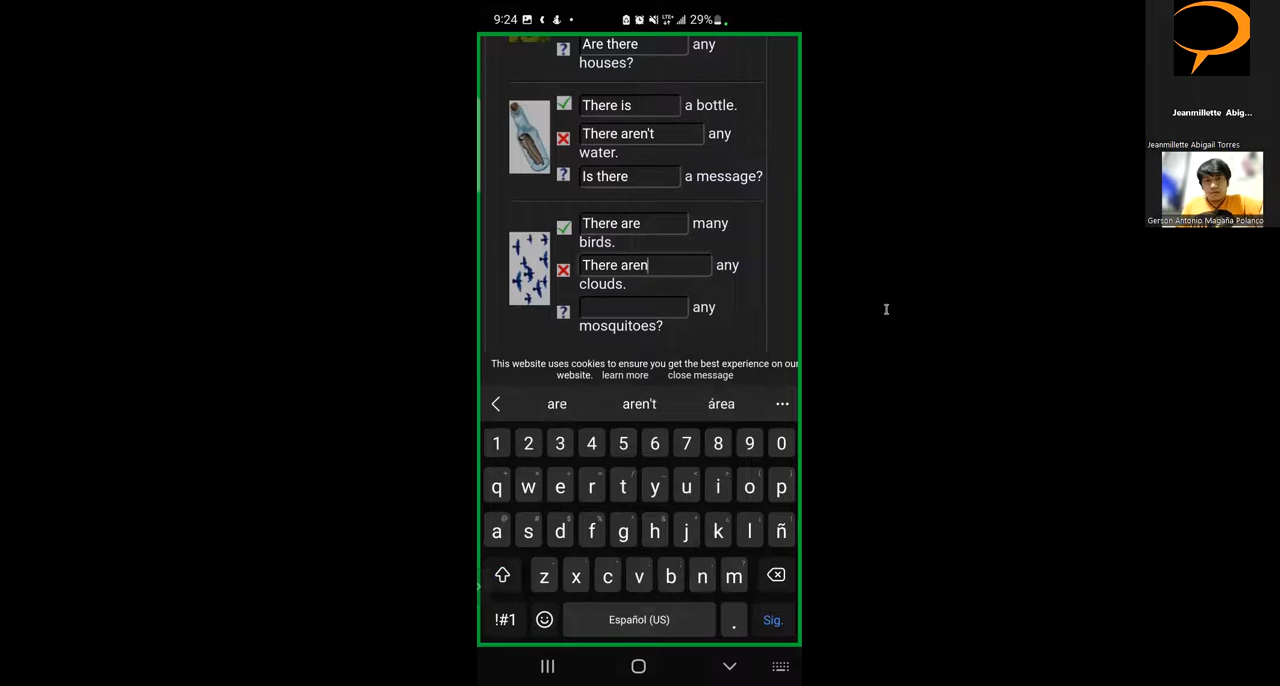 9:24
LTE+
29%
Are there any
houses?
There is a bottle.
There aren't any
water.
Is there a message?
There are many
birds.
There aren any
clouds.
any
mosquitoes?
This website uses cookies to ensure you get the best experience on our
website. learn more close message
are aren't área
1 2 3 4 5 6 7 8 9 0
q w e r t y u i o p
a s d f g h j k l ñ
z x c v b n m
!#1 Español (US) . Sig.
Jeanmillette Abig...
Jeanmillette Abigail Torres
Gerson Antonio Magaña Polanco